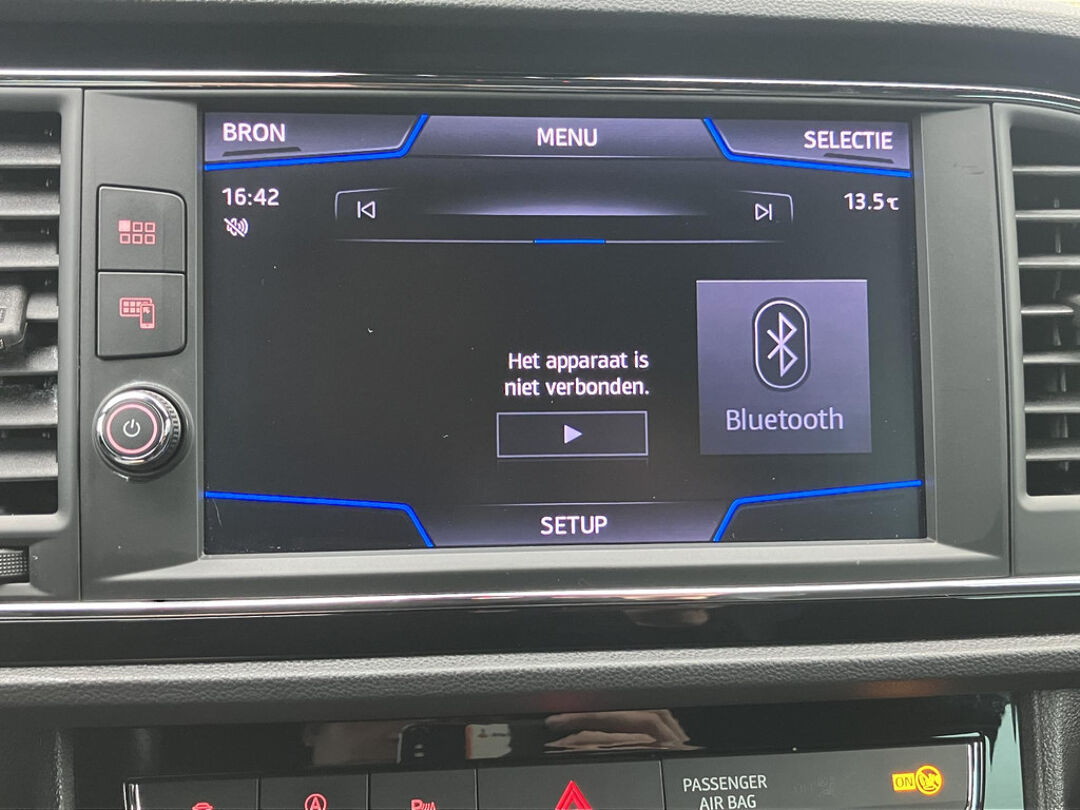 BRON
MENU
SELECTIE
16:42
13.5°C
Het apparaat is
niet verbonden.
Bluetooth
SETUP
PASSENGER
AIR BAG
ON
A
P